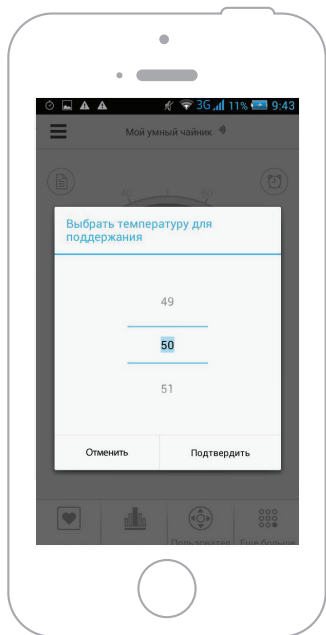 3G 11% 9:43
Мой умный чайник
Выбрать температуру для
поддержания
49
50
51
Отменить Подтвердить
Пользовател Еще больше